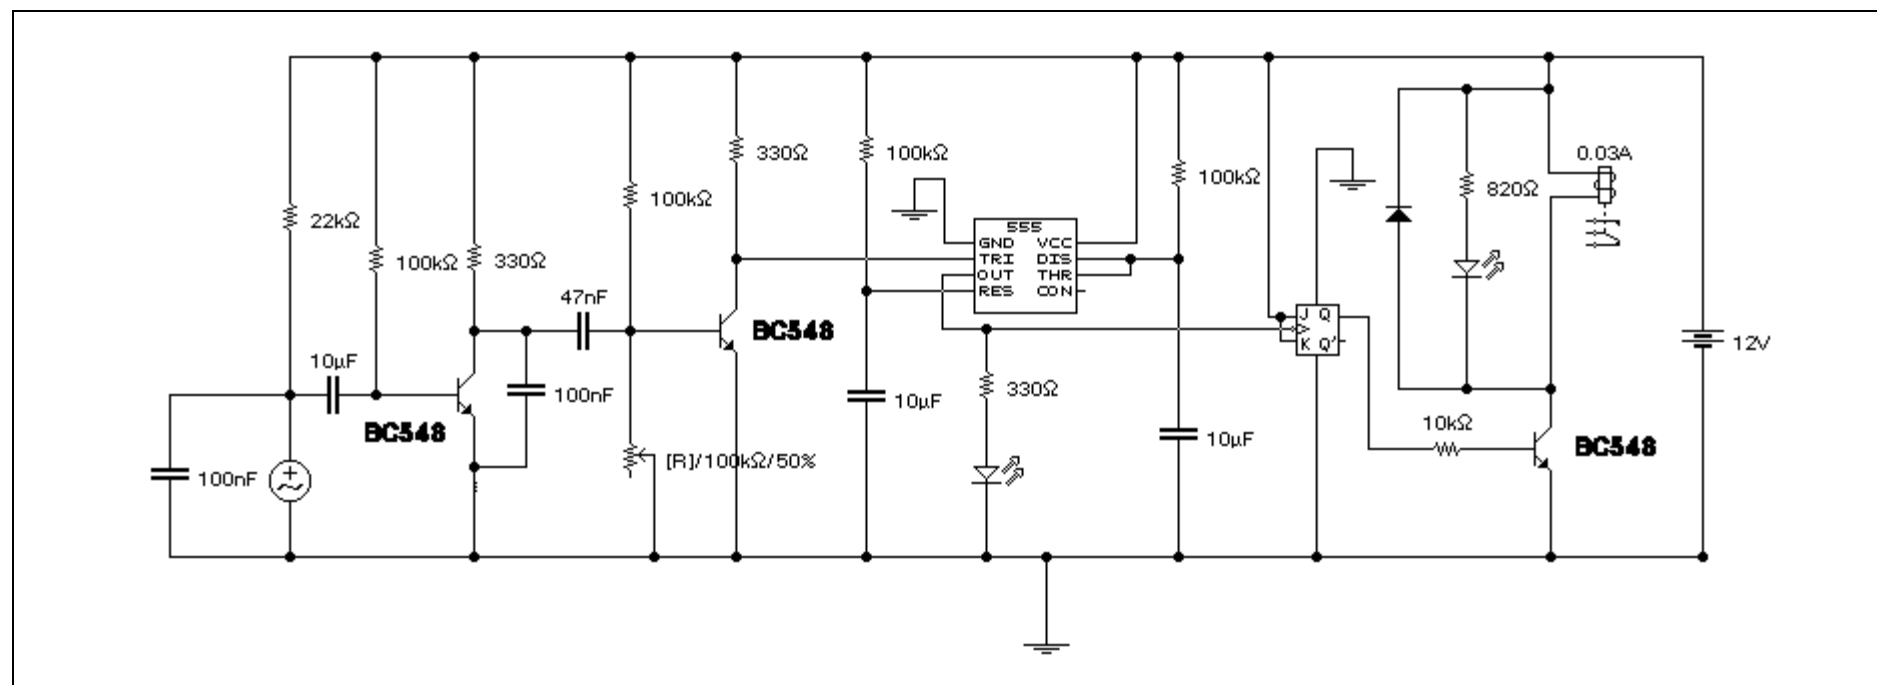 22kΩ
100kΩ
330Ω
100kΩ
330Ω
100kΩ
100kΩ
0.03A
820Ω
555
GND VCC
TRI DIS
OUT THR
RES CON
47nF
BC548
J Q
K Q'
12V
10µF
100nF
BC548
330Ω
10µF
10µF
10kΩ
BC548
100nF
[R]/100kΩ/50%